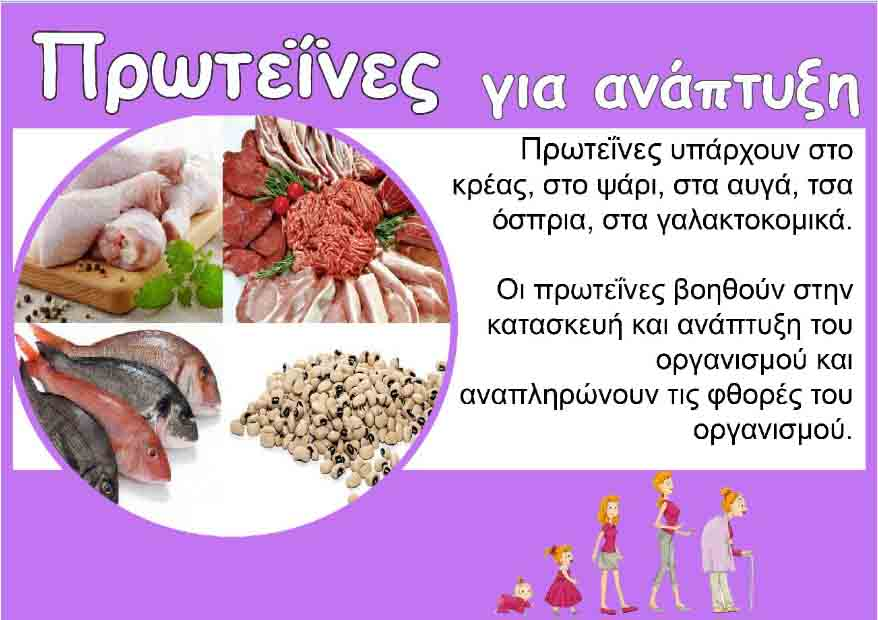 Πρωτεΐνες για ανάπτυξη
Πρωτεΐνες υπάρχουν στο
κρέας, στο ψάρι, στα αυγά, τσα
όσπρια, στα γαλακτοκομικά.
Οι πρωτεΐνες βοηθούν στην
κατασκευή και ανάπτυξη του
οργανισμού και
αναπληρώνουν τις φθορές του
οργανισμού.